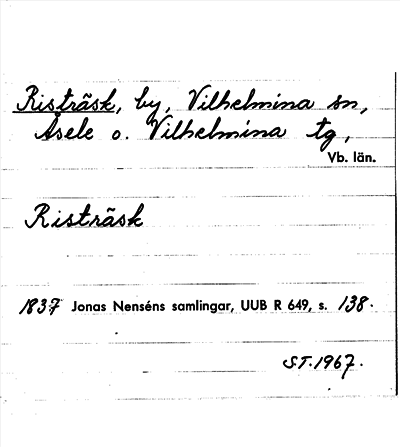 Risträsk, by, Vilhelmina sn,
Åsele o. Vilhelmina tg,
Vb. län.
Risträsk
1837 Jonas Nenséns samlingar, UUB R 649, s. 138.
ST. 1967.